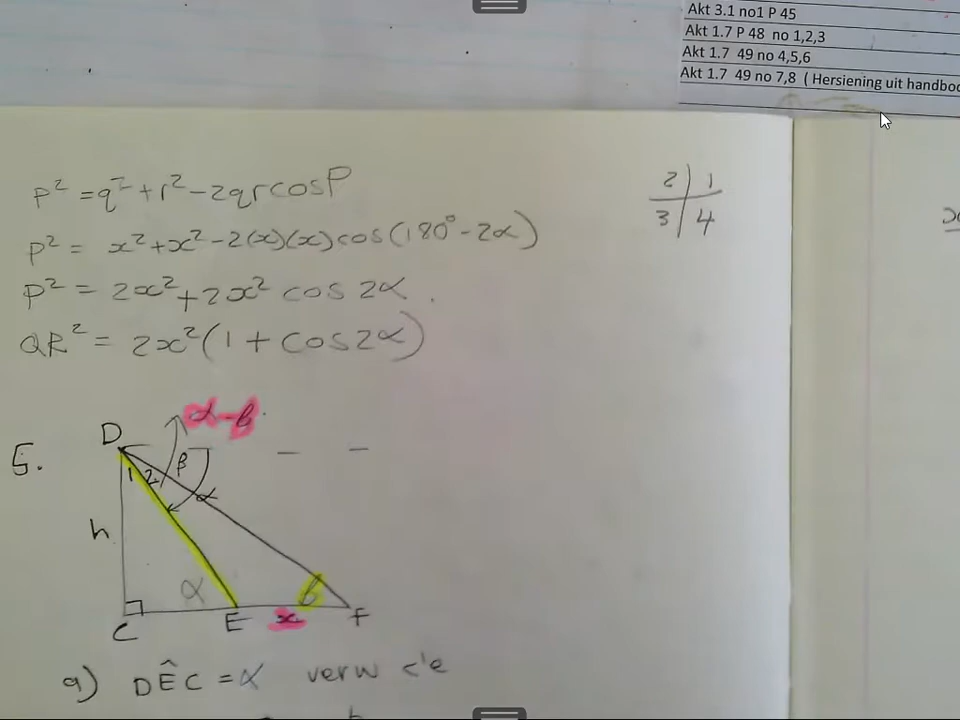 Akt 3.1 no1 P 45
Akt 1.7 P 48 no 1,2,3
Akt 1.7 49 no 4,5,6
Akt 1.7 49 no 7,8 ( Hersiening uit handboe
P² = q² + r² - 2qr cos P
P² = x² + x² - 2(x)(x) cos (180° - 2α)
P² = 2x² + 2x² cos 2α .
QR² = 2x² (1 + cos 2α)
2 1
3 4
5.
α - β
D
1 2 β
α
h
α β
C E x F
a) DÊC = α verw <'e